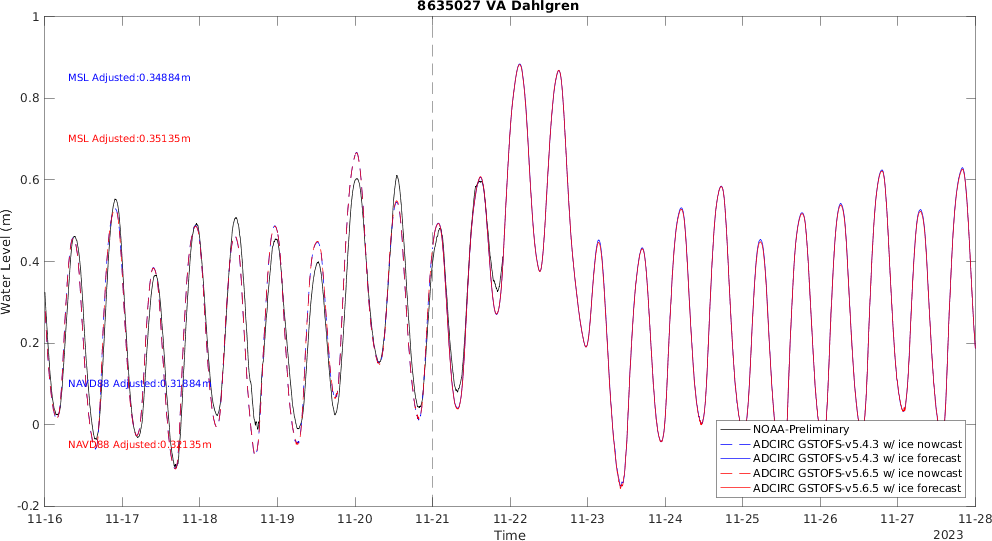 8635027 VA Dahlgren
1
0.8
0.6
0.4
0.2
0
-0.2
Water Level (m)
MSL Adjusted:0.34884m
MSL Adjusted:0.35135m
NAVD88 Adjusted:0.31884m
NAVD88 Adjusted:0.32135m
NOAA-Preliminary
ADCIRC GSTOFS-v5.4.3 w/ ice nowcast
ADCIRC GSTOFS-v5.4.3 w/ ice forecast
ADCIRC GSTOFS-v5.6.5 w/ ice nowcast
ADCIRC GSTOFS-v5.6.5 w/ ice forecast
11-16 11-17 11-18 11-19 11-20 11-21 11-22 11-23 11-24 11-25 11-26 11-27 11-28
Time
2023